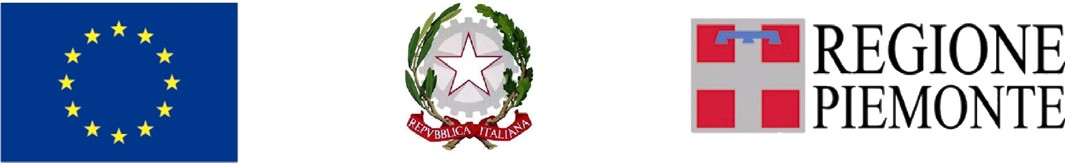 REPVBBLICA ITALIANA
REGIONE
PIEMONTE